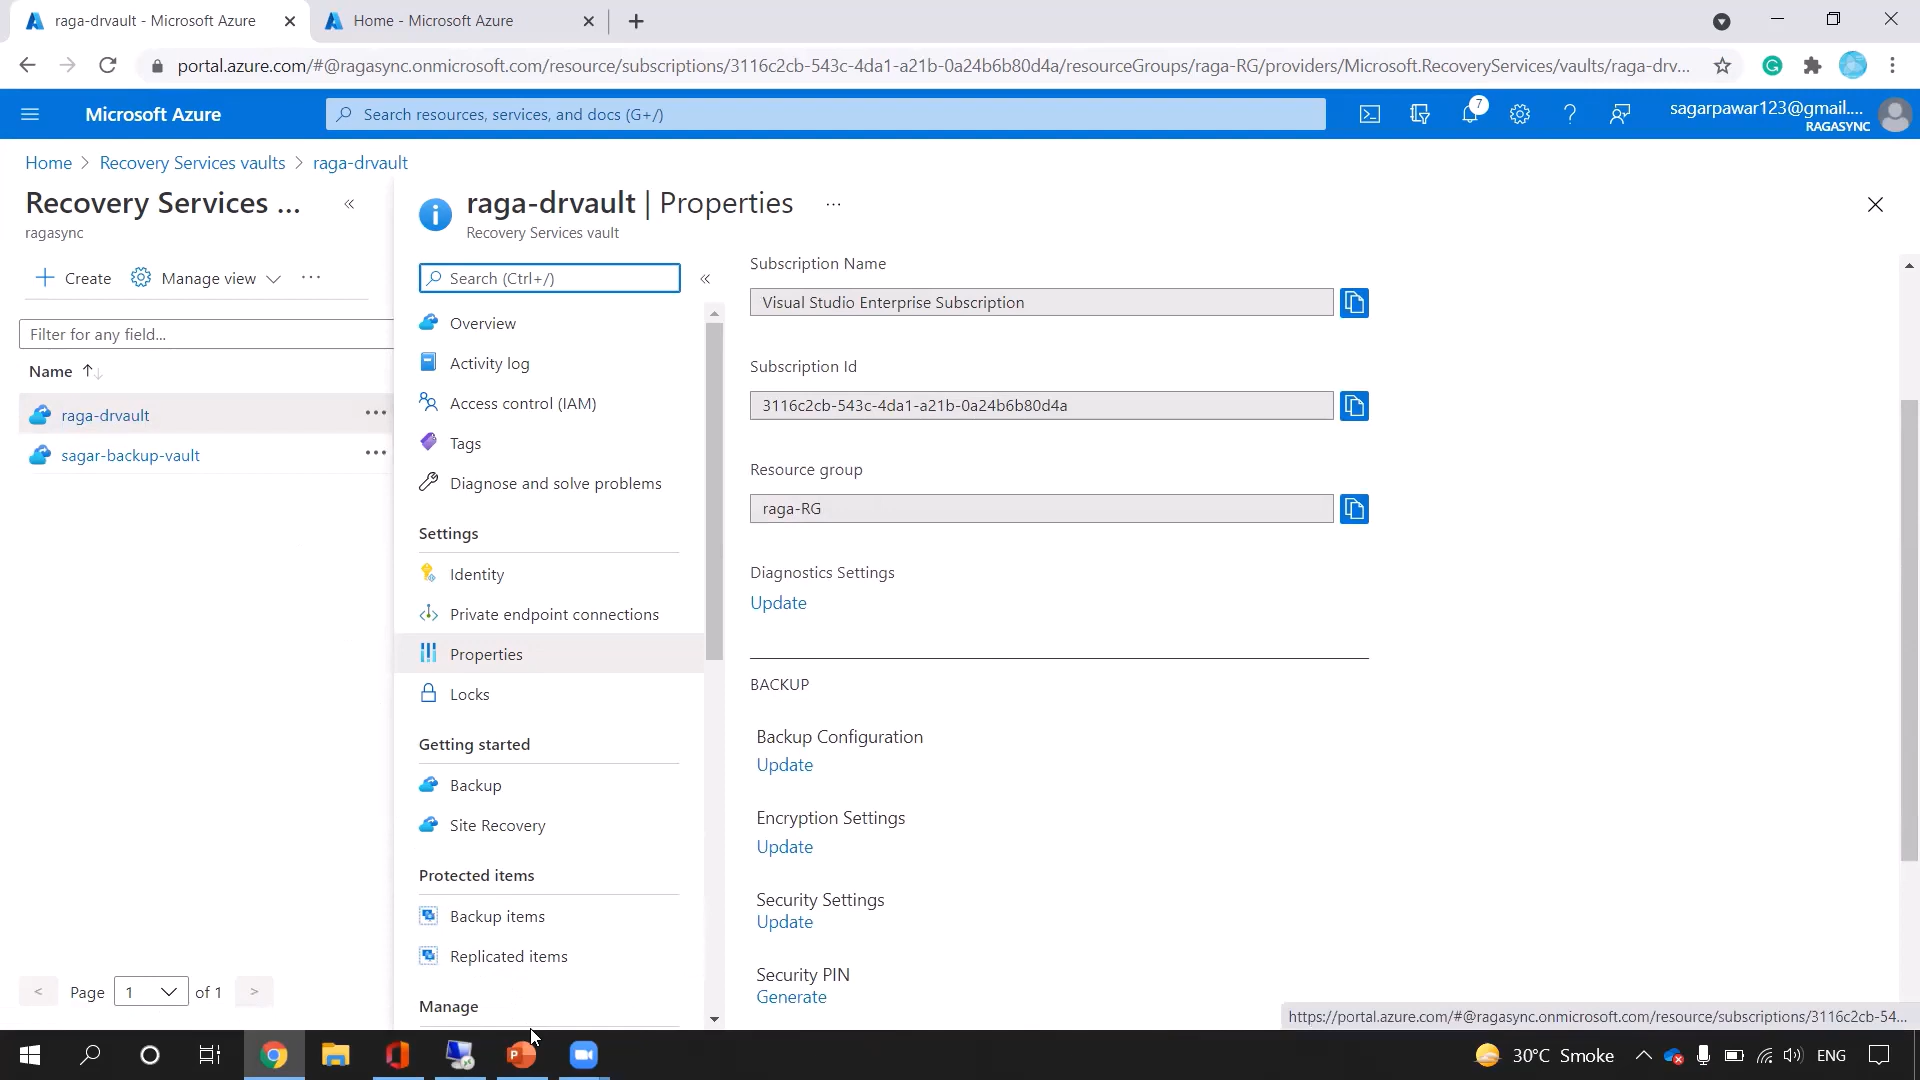 raga-drvault - Microsoft Azure
Home - Microsoft Azure
portal.azure.com/#@ragasync.onmicrosoft.com/resource/subscriptions/3116c2cb-543c-4da1-a21b-0a24b6b80d4a/resourceGroups/raga-RG/providers/Microsoft.RecoveryServices/vaults/raga-drv...
Microsoft Azure
Search resources, services, and docs (G+/)
7
sagarpawar123@gmail....
RAGASYNC
Home > Recovery Services vaults > raga-drvault
Recovery Services ...
ragasync
Create
Manage view
Filter for any field...
Name
raga-drvault
sagar-backup-vault
Page 1 of 1
raga-drvault | Properties
Recovery Services vault
Search (Ctrl+/)
Overview
Activity log
Access control (IAM)
Tags
Diagnose and solve problems
Settings
Identity
Private endpoint connections
Properties
Locks
Getting started
Backup
Site Recovery
Protected items
Backup items
Replicated items
Manage
Subscription Name
Visual Studio Enterprise Subscription
Subscription Id
3116c2cb-543c-4da1-a21b-0a24b6b80d4a
Resource group
raga-RG
Diagnostics Settings
Update
BACKUP
Backup Configuration
Update
Encryption Settings
Update
Security Settings
Update
Security PIN
Generate
https://portal.azure.com/#@ragasync.onmicrosoft.com/resource/subscriptions/3116c2cb-54...
30°C Smoke
ENG